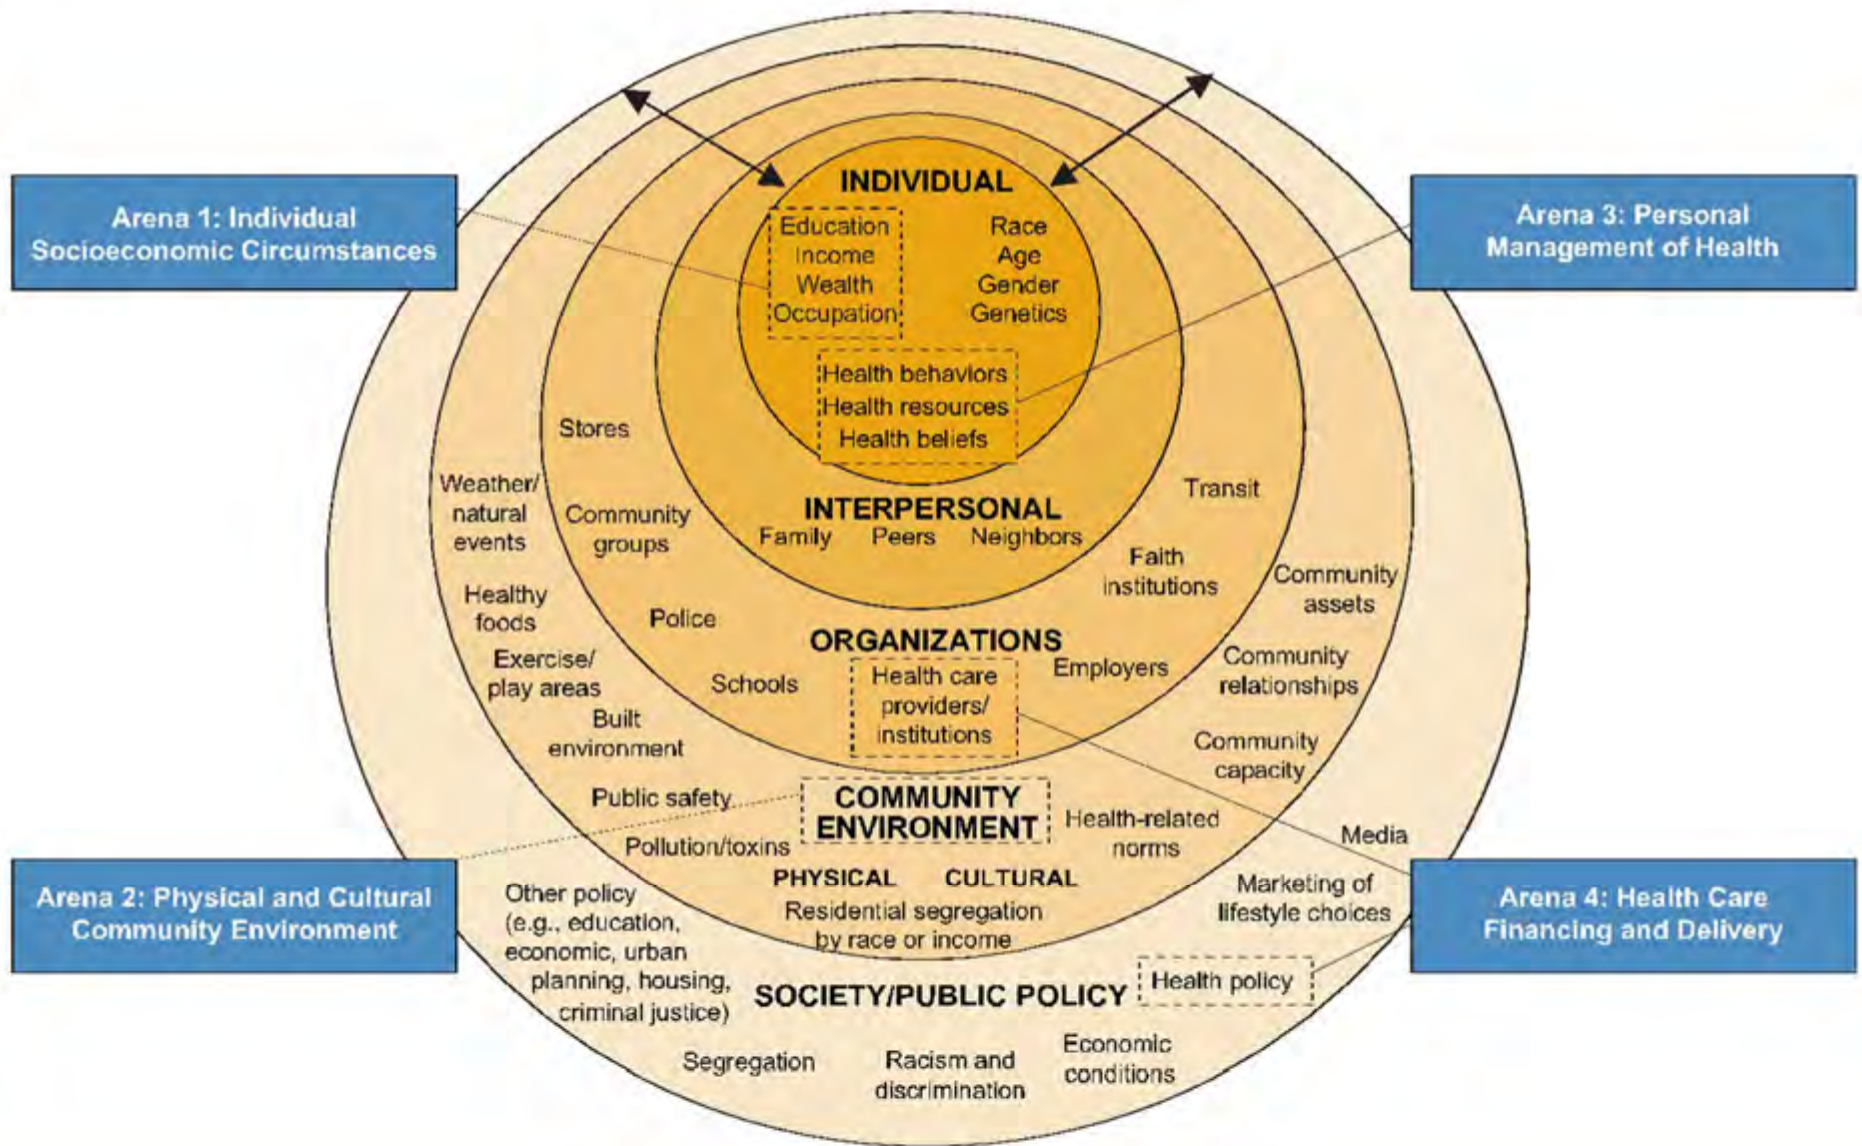 INDIVIDUAL
Arena 1: Individual
Socioeconomic Circumstances
Arena 3: Personal
Management of Health
Education
Income
Wealth
Occupation
Race
Age
Gender
Genetics
Health behaviors
Health resources
Health beliefs
INTERPERSONAL
Family
Peers
Neighbors
Stores
Community
groups
Police
Schools
ORGANIZATIONS
Health care
providers/
institutions
Employers
Faith
institutions
Transit
Weather/
natural
events
Healthy
foods
Exercise/
play areas
Built
environment
Public safety
Pollution/toxins
COMMUNITY
ENVIRONMENT
PHYSICAL
CULTURAL
Residential segregation
by race or income
Community
assets
Community
relationships
Community
capacity
Health-related
norms
Arena 2: Physical and Cultural
Community Environment
Arena 4: Health Care
Financing and Delivery
Media
Marketing of
lifestyle choices
Other policy
(e.g., education,
economic, urban
planning, housing,
criminal justice)
SOCIETY/PUBLIC POLICY
Health policy
Segregation
Racism and
discrimination
Economic
conditions